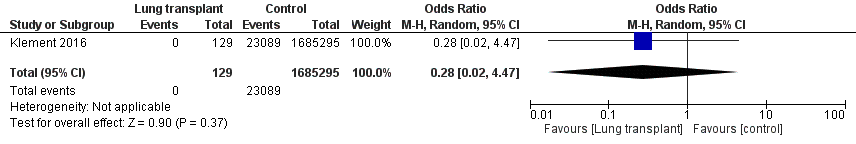 Lung transplant Control Odds Ratio Odds Ratio
Study or Subgroup Events Total Events Total Weight M-H, Random, 95% CI M-H, Random, 95% CI
Klement 2016 0 129 23089 1685295 100.0% 0.28 [0.02, 4.47]
Total (95% CI) 129 1685295 100.0% 0.28 [0.02, 4.47]
Total events 0 23089
Heterogeneity: Not applicable
Test for overall effect: Z = 0.90 (P = 0.37)
0.01 0.1 1 10 100
Favours [Lung transplant] Favours [control]